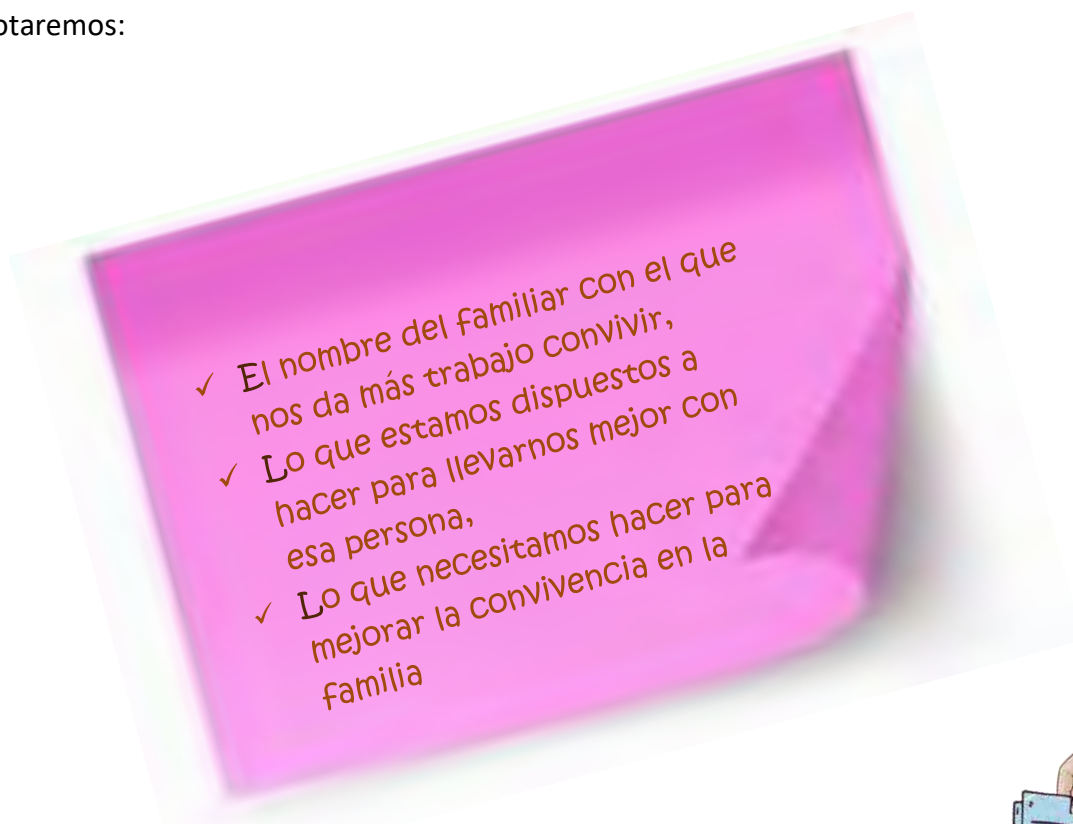 otaremos:
✓ El nombre del familiar con el que
nos da más trabajo convivir,
✓ Lo que estamos dispuestos a
hacer para llevarnos mejor con
esa persona,
✓ Lo que necesitamos hacer para
mejorar la convivencia en la
familia